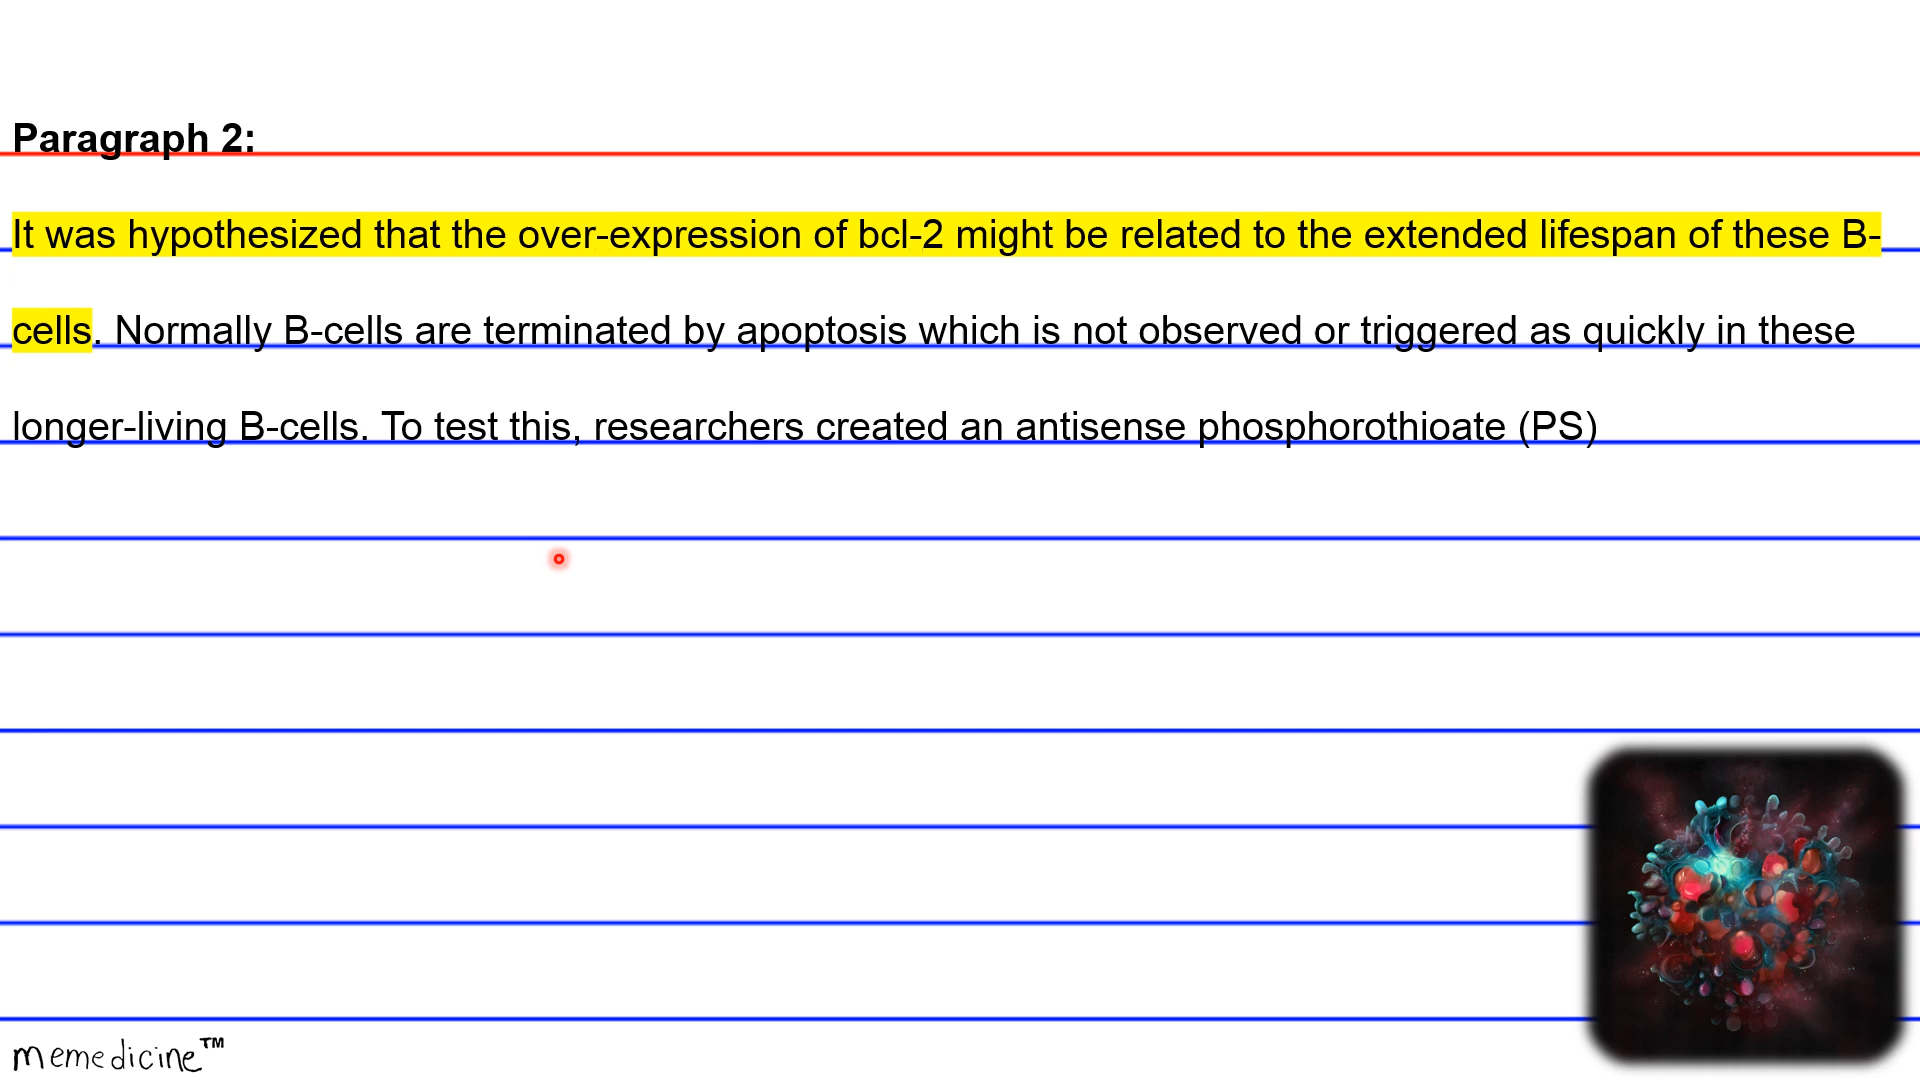 Paragraph 2:
It was hypothesized that the over-expression of bcl-2 might be related to the extended lifespan of these B-
cells. Normally B-cells are terminated by apoptosis which is not observed or triggered as quickly in these
longer-living B-cells. To test this, researchers created an antisense phosphorothioate (PS)
memedicine™